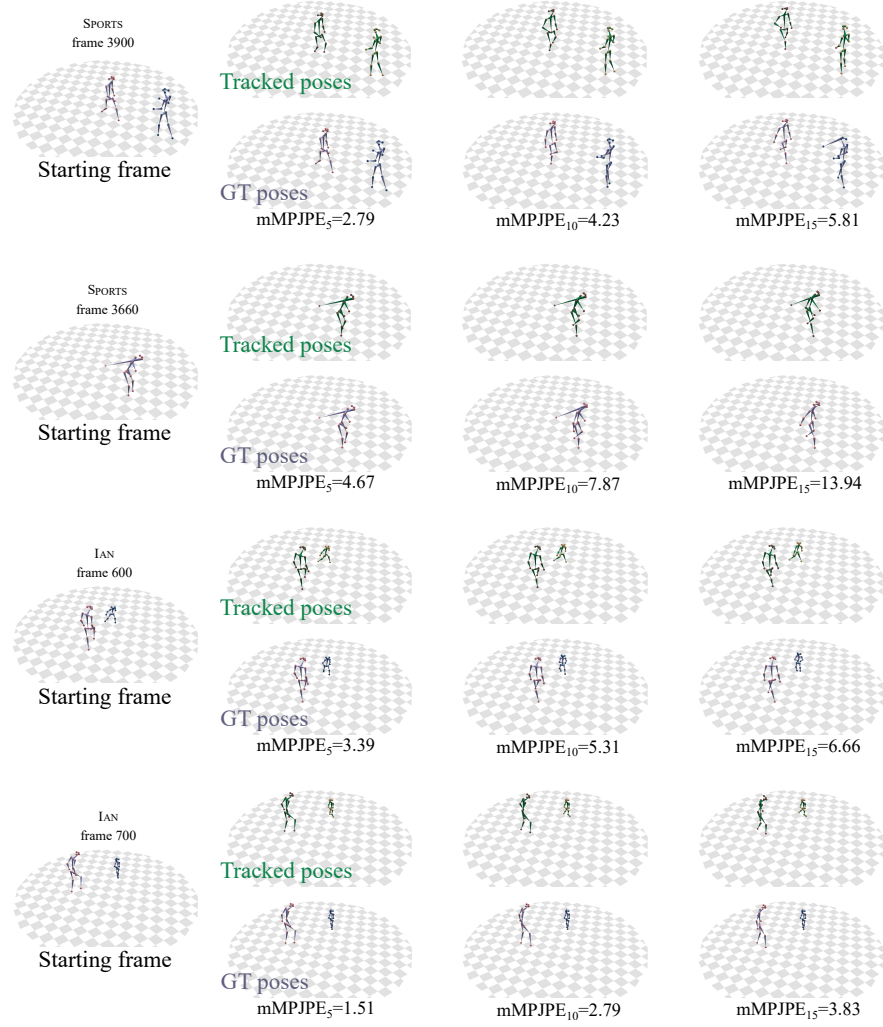 SPORTS
frame 3900
Starting frame
Tracked poses
GT poses
mMPJPE5=2.79
mMPJPE10=4.23
mMPJPE15=5.81
SPORTS
frame 3660
Starting frame
Tracked poses
GT poses
mMPJPE5=4.67
mMPJPE10=7.87
mMPJPE15=13.94
IAN
frame 600
Starting frame
Tracked poses
GT poses
mMPJPE5=3.39
mMPJPE10=5.31
mMPJPE15=6.66
IAN
frame 700
Starting frame
Tracked poses
GT poses
mMPJPE5=1.51
mMPJPE10=2.79
mMPJPE15=3.83